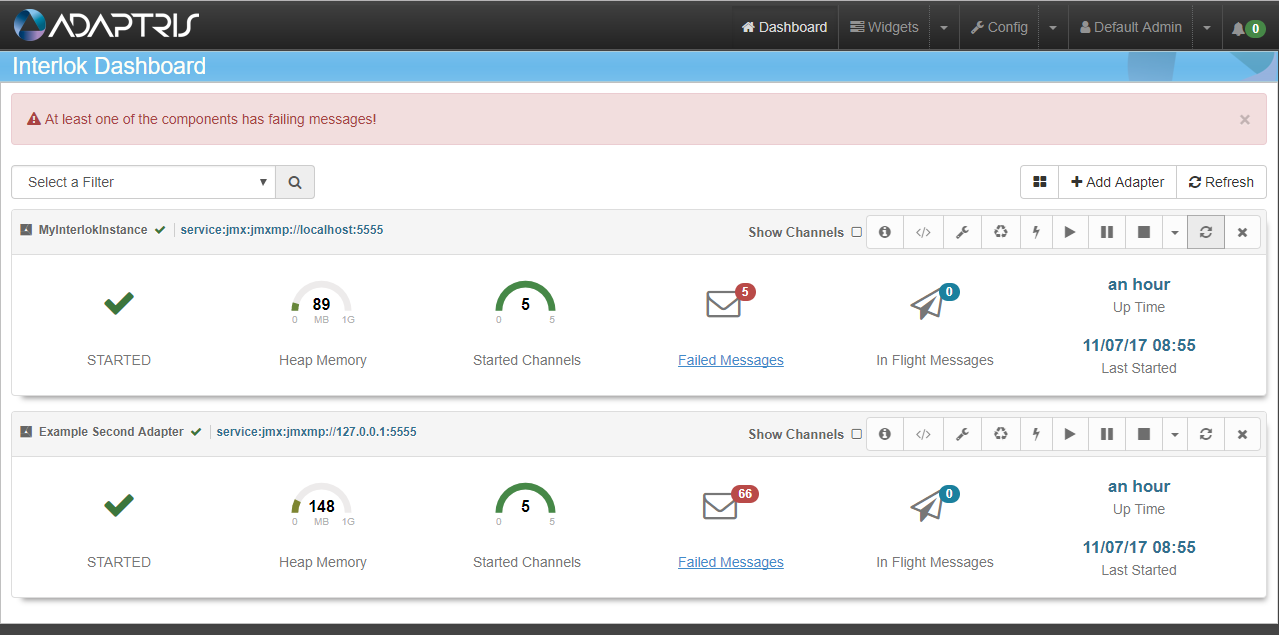 ADAPTRIS
Dashboard Widgets Config Default Admin 0
Interlok Dashboard
At least one of the components has failing messages! ×
Select a Filter Add Adapter Refresh
MyInterlokInstance service:jmx:jmxmp://localhost:5555 Show Channels
89 5 5 0 an hour
0 MB 1G 0 5 Up Time
11/07/17 08:55
STARTED Heap Memory Started Channels Failed Messages In Flight Messages Last Started
Example Second Adapter service:jmx:jmxmp://127.0.0.1:5555 Show Channels
148 5 66 0 an hour
0 MB 1G 0 5 Up Time
11/07/17 08:55
STARTED Heap Memory Started Channels Failed Messages In Flight Messages Last Started